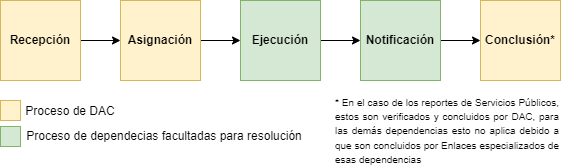 Recepción
Asignación
Ejecución
Notificación
Conclusión*
Proceso de DAC
Proceso de dependecias facultadas para resolución
* En el caso de los reportes de Servicios Públicos,
estos son verificados y concluidos por DAC, para
las demás dependencias esto no aplica debido a
que son concluidos por Enlaces especializados de
esas dependencias